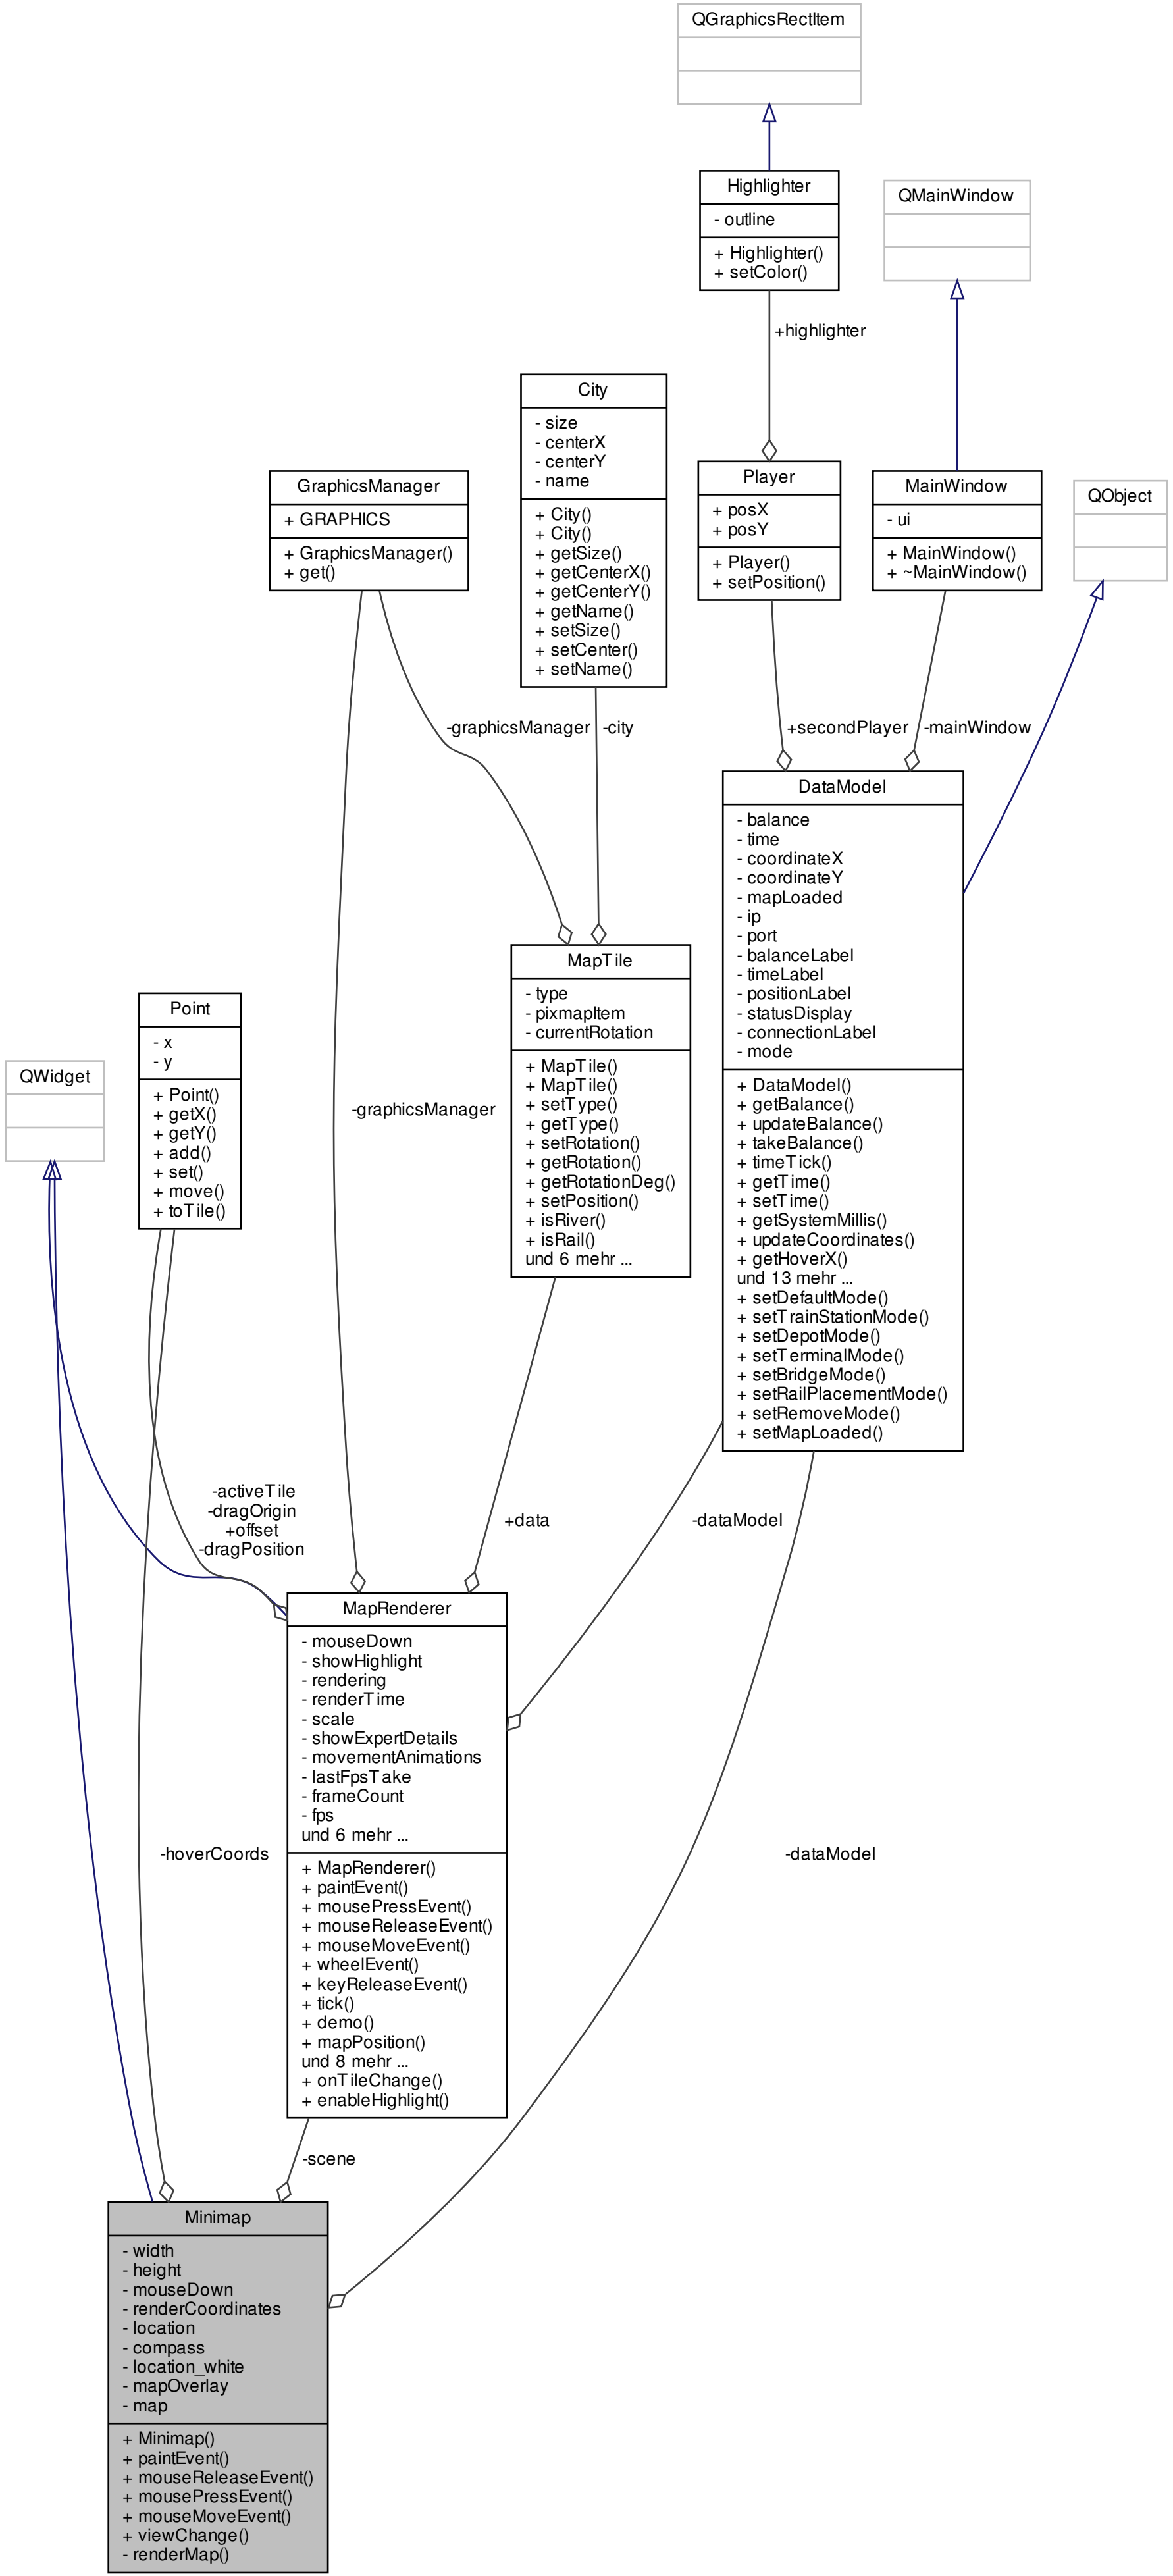 QGraphicsRectItem
Highlighter
- outline
+ Highlighter()
+ setColor()
QMainWindow
+highlighter
City
- size
- centerX
- centerY
- name
+ City()
+ City()
+ getSize()
+ getCenterX()
+ getCenterY()
+ getName()
+ setSize()
+ setCenter()
+ setName()
GraphicsManager
+ GRAPHICS
+ GraphicsManager()
+ get()
Player
+ posX
+ posY
+ Player()
+ setPosition()
MainWindow
- ui
+ MainWindow()
+ ~MainWindow()
QObject
-graphicsManager
-city
+secondPlayer
-mainWindow
DataModel
- balance
- time
- coordinateX
- coordinateY
- mapLoaded
- ip
- port
- balanceLabel
- timeLabel
- positionLabel
- statusDisplay
- connectionLabel
- mode
+ DataModel()
+ getBalance()
+ updateBalance()
+ takeBalance()
+ timeTick()
+ getTime()
+ setTime()
+ getSystemMillis()
+ updateCoordinates()
+ getHoverX()
und 13 mehr ...
+ setDefaultMode()
+ setTrainStationMode()
+ setDepotMode()
+ setTerminalMode()
+ setBridgeMode()
+ setRailPlacementMode()
+ setRemoveMode()
+ setMapLoaded()
MapTile
- type
- pixmapItem
- currentRotation
+ MapTile()
+ MapTile()
+ setType()
+ getType()
+ setRotation()
+ getRotation()
+ getRotationDeg()
+ setPosition()
+ isRiver()
+ isRail()
und 6 mehr ...
Point
- x
- y
+ Point()
+ getX()
+ getY()
+ add()
+ set()
+ move()
+ toTile()
QWidget
-graphicsManager
-activeTile
-dragOrigin
+offset
-dragPosition
+data
-dataModel
MapRenderer
- mouseDown
- showHighlight
- rendering
- renderTime
- scale
- showExpertDetails
- movementAnimations
- lastFpsTake
- frameCount
- fps
und 6 mehr ...
+ MapRenderer()
+ paintEvent()
+ mousePressEvent()
+ mouseReleaseEvent()
+ mouseMoveEvent()
+ wheelEvent()
+ keyReleaseEvent()
+ tick()
+ demo()
+ mapPosition()
und 8 mehr ...
+ onTileChange()
+ enableHighlight()
-hoverCoords
-dataModel
-scene
Minimap
- width
- height
- mouseDown
- renderCoordinates
- location
- compass
- location_white
- mapOverlay
- map
+ Minimap()
+ paintEvent()
+ mouseReleaseEvent()
+ mousePressEvent()
+ mouseMoveEvent()
+ viewChange()
- renderMap()